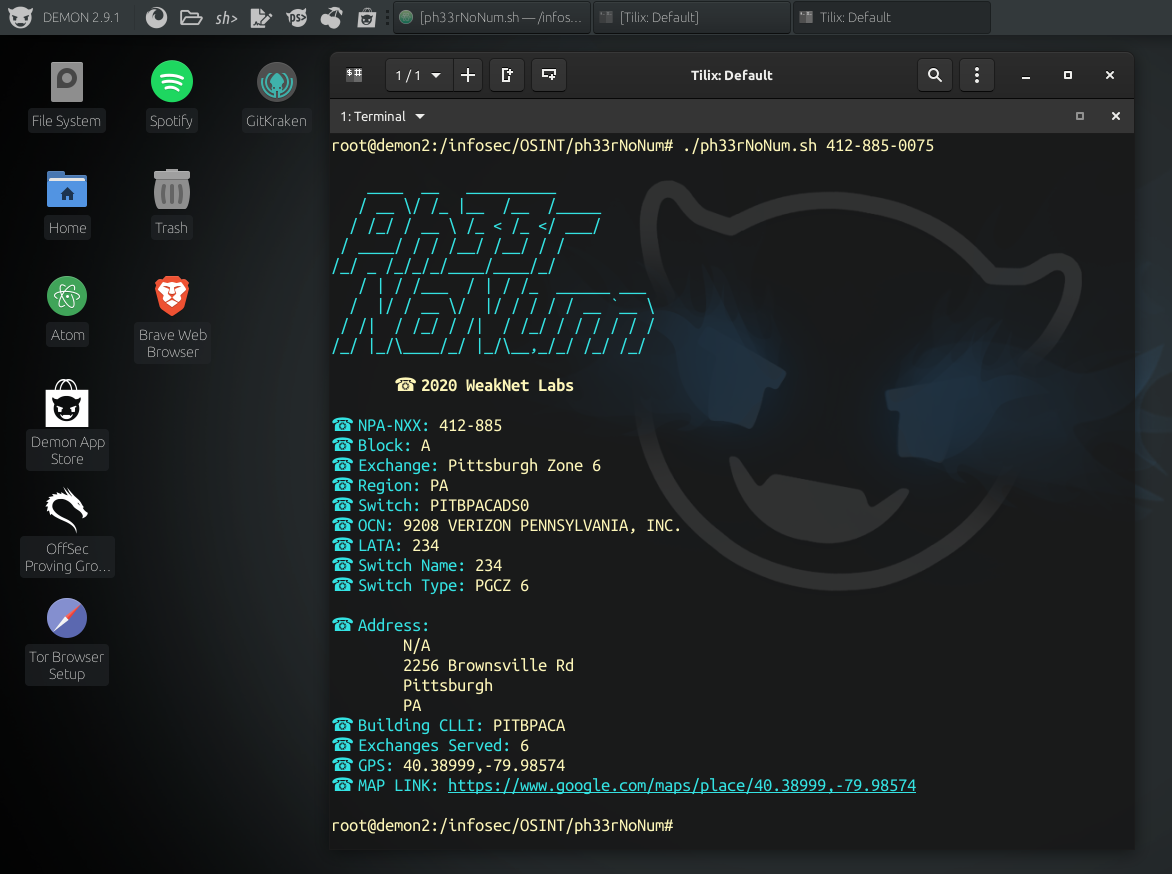 DEMON 2.9.1
sh>
DS>
[ph33rNoNum.sh — /infos...
[Tilix: Default]
Tilix: Default
File System
Spotify
GitKraken
Home
Trash
Atom
Brave Web
Browser
Demon App
Store
OffSec
Proving Gro...
Tor Browser
Setup
1 / 1
Tilix: Default
1: Terminal
root@demon2:/infosec/OSINT/ph33rNoNum# ./ph33rNoNum.sh 412-885-0075
Ph33r
NoNum
☎ 2020 WeakNet Labs
☎ NPA-NXX: 412-885
☎ Block: A
☎ Exchange: Pittsburgh Zone 6
☎ Region: PA
☎ Switch: PITBPACADS0
☎ OCN: 9208 VERIZON PENNSYLVANIA, INC.
☎ LATA: 234
☎ Switch Name: 234
☎ Switch Type: PGCZ 6
☎ Address:
N/A
2256 Brownsville Rd
Pittsburgh
PA
☎ Building CLLI: PITBPACA
☎ Exchanges Served: 6
☎ GPS: 40.38999,-79.98574
☎ MAP LINK: https://www.google.com/maps/place/40.38999,-79.98574
root@demon2:/infosec/OSINT/ph33rNoNum#